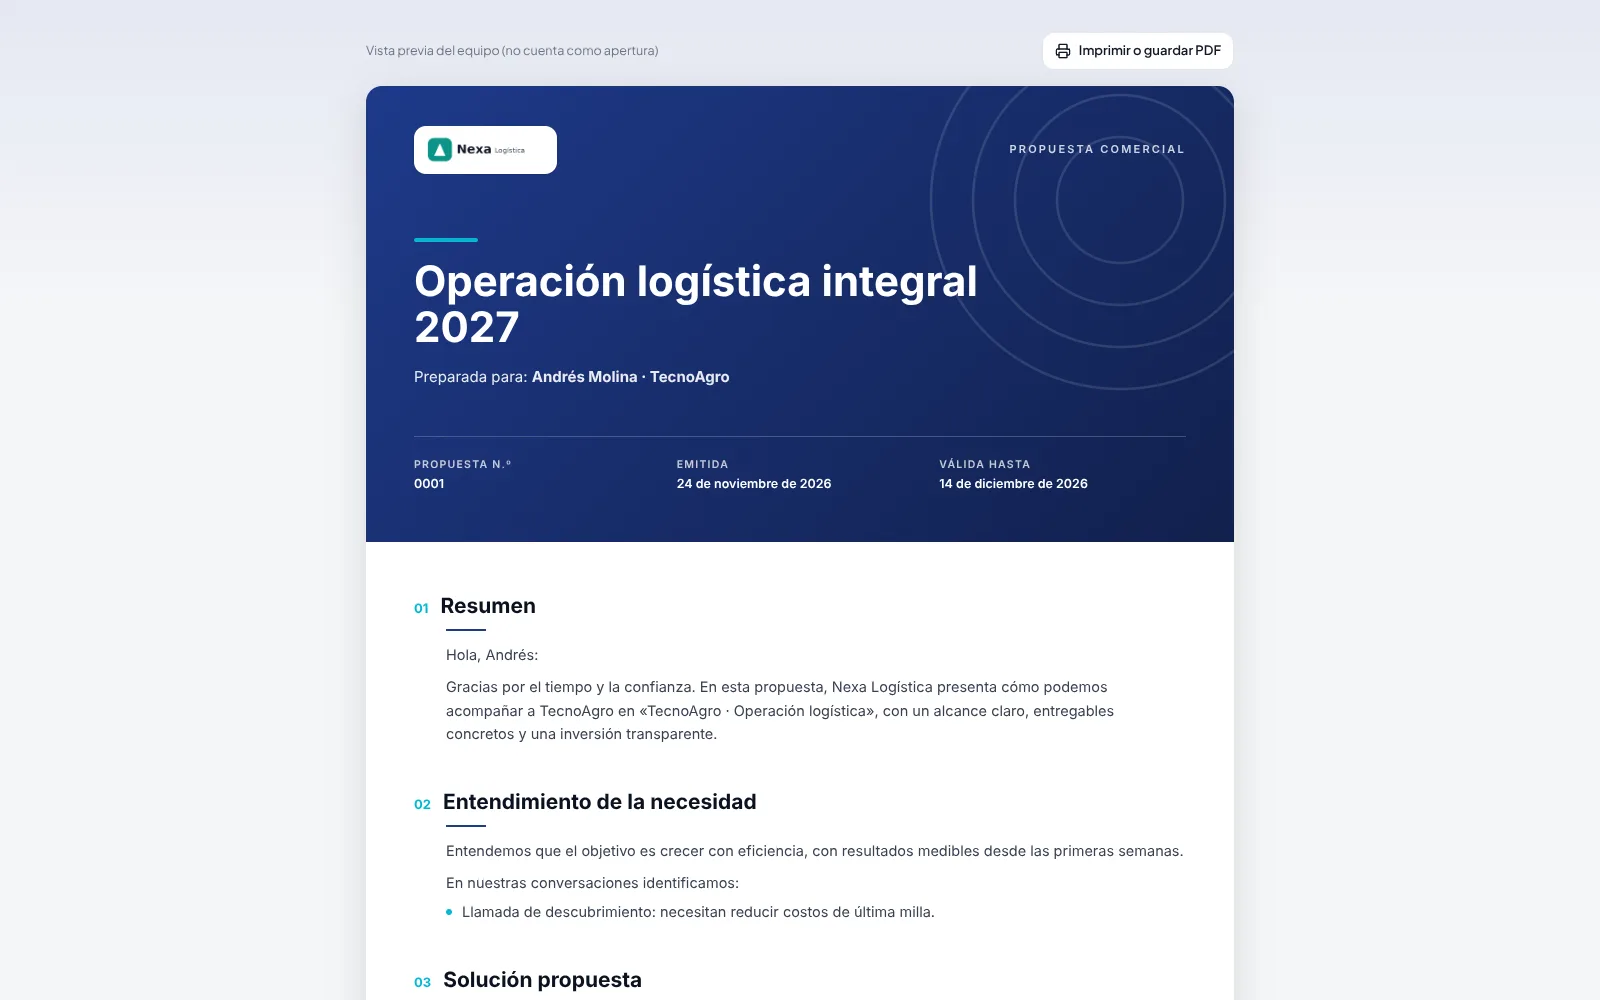 Vista previa del equipo (no cuenta como apertura)
Imprimir o guardar PDF
Nexa Logística
PROPUESTA COMERCIAL
Operación logística integral
2027
Preparada para: Andrés Molina · TecnoAgro
PROPUESTA N.º
EMITIDA
VÁLIDA HASTA
0001
24 de noviembre de 2026
14 de diciembre de 2026
01 Resumen
Hola, Andrés:
Gracias por el tiempo y la confianza. En esta propuesta, Nexa Logística presenta cómo podemos
acompañar a TecnoAgro en «TecnoAgro · Operación logística», con un alcance claro, entregables
concretos y una inversión transparente.
02 Entendimiento de la necesidad
Entendemos que el objetivo es crecer con eficiencia, con resultados medibles desde las primeras semanas.
En nuestras conversaciones identificamos:
• Llamada de descubrimiento: necesitan reducir costos de última milla.
03 Solución propuesta